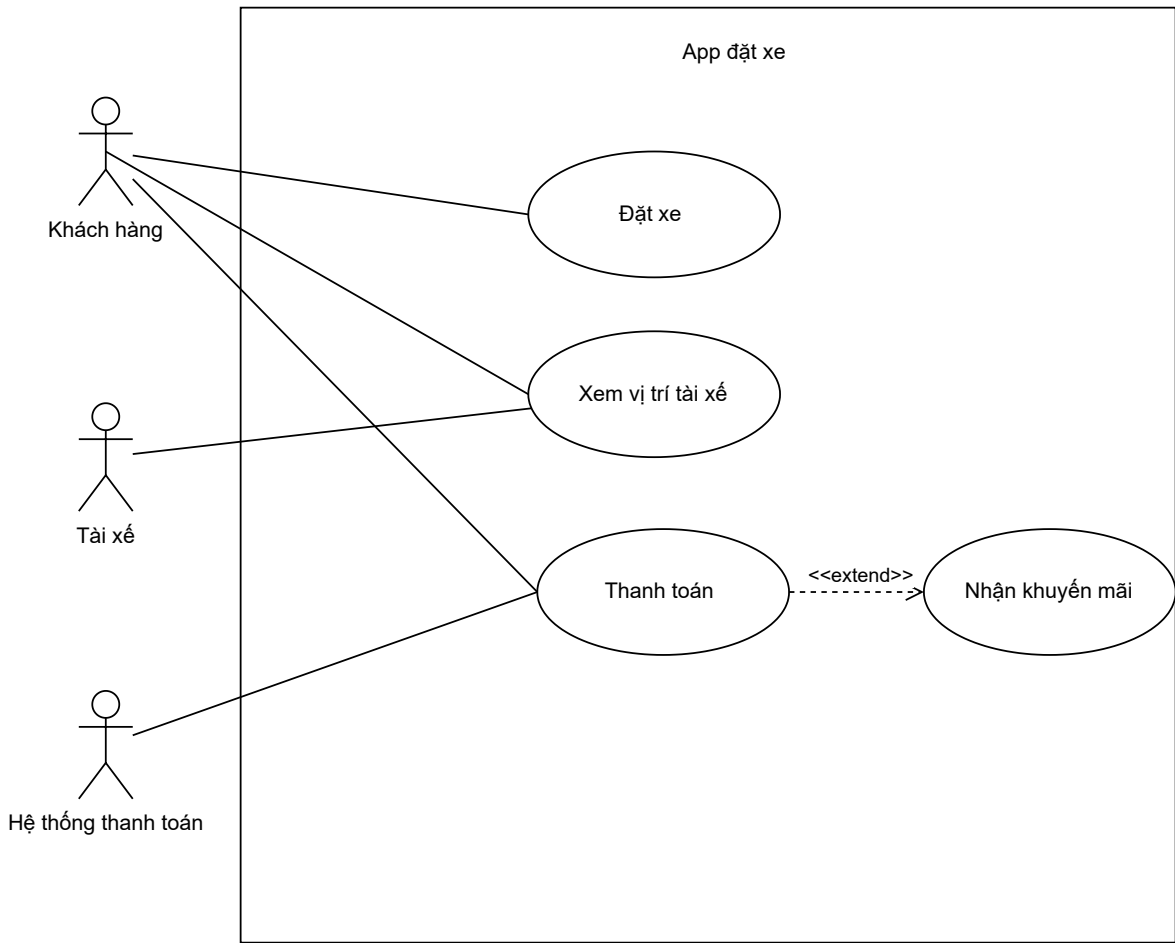 App đặt xe
Khách hàng
Đặt xe
Xem vị trí tài xế
Tài xế
Thanh toán
<<extend>>
Nhận khuyến mãi
Hệ thống thanh toán